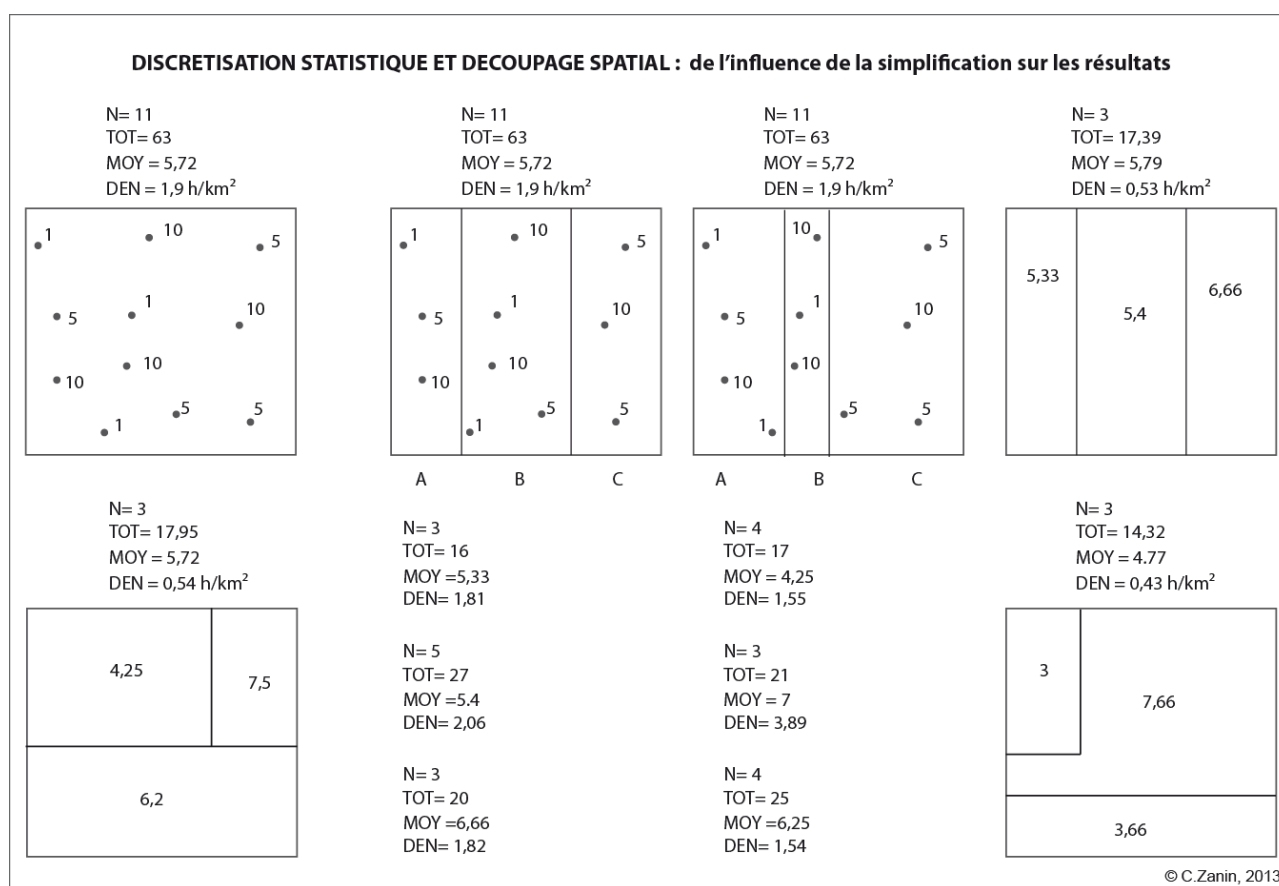 DISCRETISATION STATISTIQUE ET DECOUPAGE SPATIAL : de l'influence de la simplification sur les résultats
N= 11
TOT= 63
MOY = 5,72
DEN = 1,9 h/km²
1
10
5
5
1
10
10
10
1
5
5
N= 11
TOT= 63
MOY = 5,72
DEN = 1,9 h/km²
1
10
5
5
1
10
10
10
1
5
5
A
B
C
N= 11
TOT= 63
MOY = 5,72
DEN = 1,9 h/km²
1
10
5
5
1
10
10
10
1
5
5
A
B
C
N= 3
TOT= 17,39
MOY = 5,79
DEN = 0,53 h/km²
5,33
5,4
6,66
N= 3
TOT= 17,95
MOY = 5,72
DEN = 0,54 h/km²
4,25
7,5
6,2
N= 3
TOT= 16
MOY =5,33
DEN= 1,81
N= 5
TOT= 27
MOY =5.4
DEN= 2,06
N= 3
TOT= 20
MOY =6,66
DEN= 1,82
N= 4
TOT= 17
MOY = 4,25
DEN= 1,55
N= 3
TOT= 21
MOY = 7
DEN= 3,89
N= 4
TOT= 25
MOY = 6,25
DEN= 1,54
N= 3
TOT= 14,32
MOY = 4.77
DEN = 0,43 h/km²
3
7,66
3,66
© C.Zanin, 2013